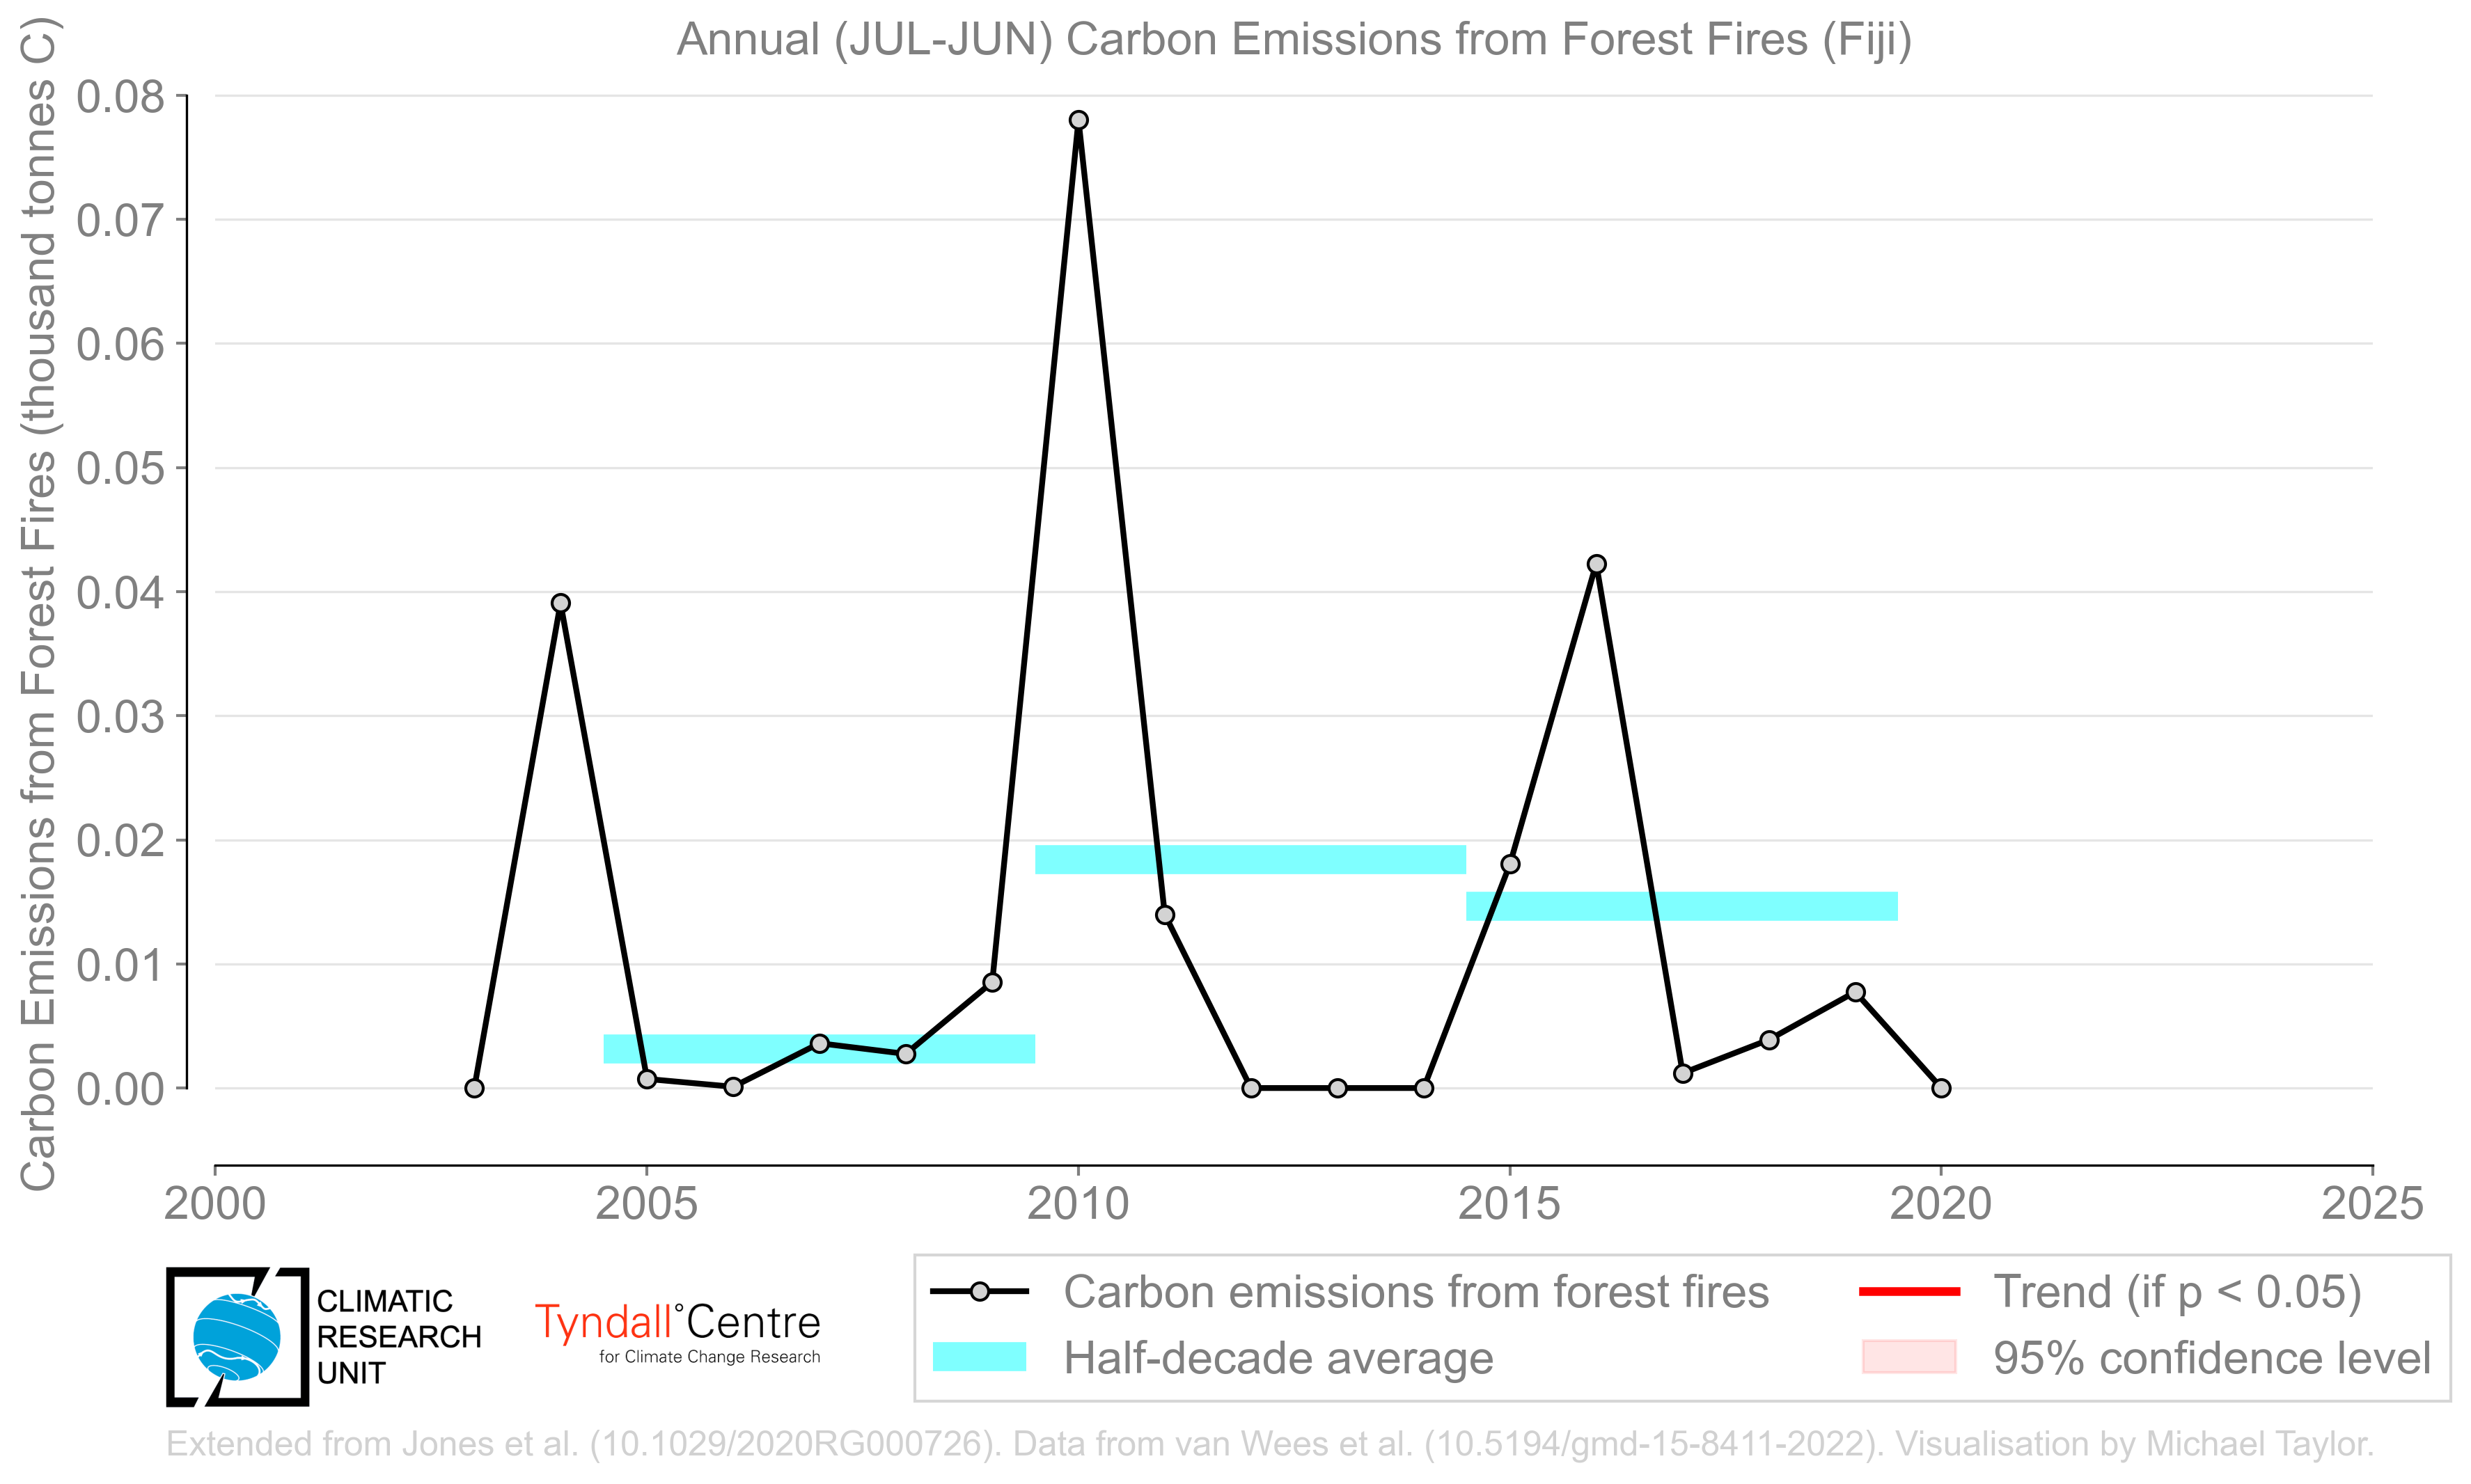 Annual (JUL-JUN) Carbon Emissions from Forest Fires (Fiji)
Carbon Emissions from Forest Fires (thousand tonnes C)
0.08
0.07
0.06
0.05
0.04
0.03
0.02
0.01
0.00
2000 2005 2010 2015 2020 2025
CLIMATIC
RESEARCH
UNIT
Tyndall°Centre
for Climate Change Research
Carbon emissions from forest fires
Half-decade average
Trend (if p < 0.05)
95% confidence level
Extended from Jones et al. (10.1029/2020RG000726). Data from van Wees et al. (10.5194/gmd-15-8411-2022). Visualisation by Michael Taylor.